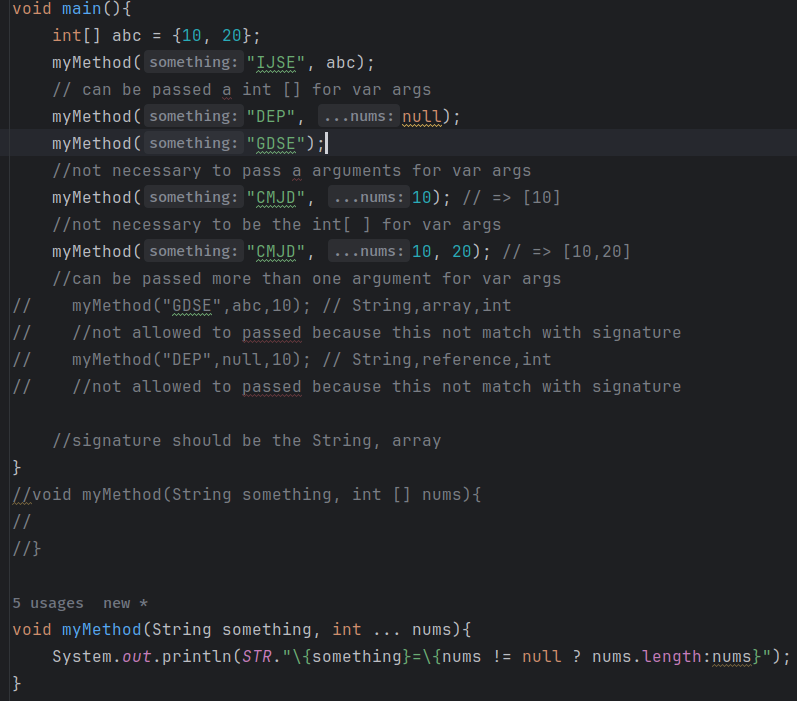 void main(){
    int[] abc = {10, 20};
    myMethod( something: "IJSE", abc);
    // can be passed a int [] for var args
    myMethod( something: "DEP", ...nums: null);
    myMethod( something: "GDSE");
    //not necessary to pass a arguments for var args
    myMethod( something: "CMJD", ...nums: 10); // => [10]
    //not necessary to be the int[ ] for var args
    myMethod( something: "CMJD", ...nums: 10, 20); // => [10,20]
    //can be passed more than one argument for var args
//    myMethod("GDSE",abc,10); // String,array,int
//    //not allowed to passed because this not match with signature
//    myMethod("DEP",null,10); // String,reference,int
//    //not allowed to passed because this not match with signature
    //signature should be the String, array
}
//void myMethod(String something, int [] nums){
//
//}
5 usages new *
void myMethod(String something, int ... nums){
    System.out.println(STR."\{something}=\{nums != null ? nums.length:nums}");
}